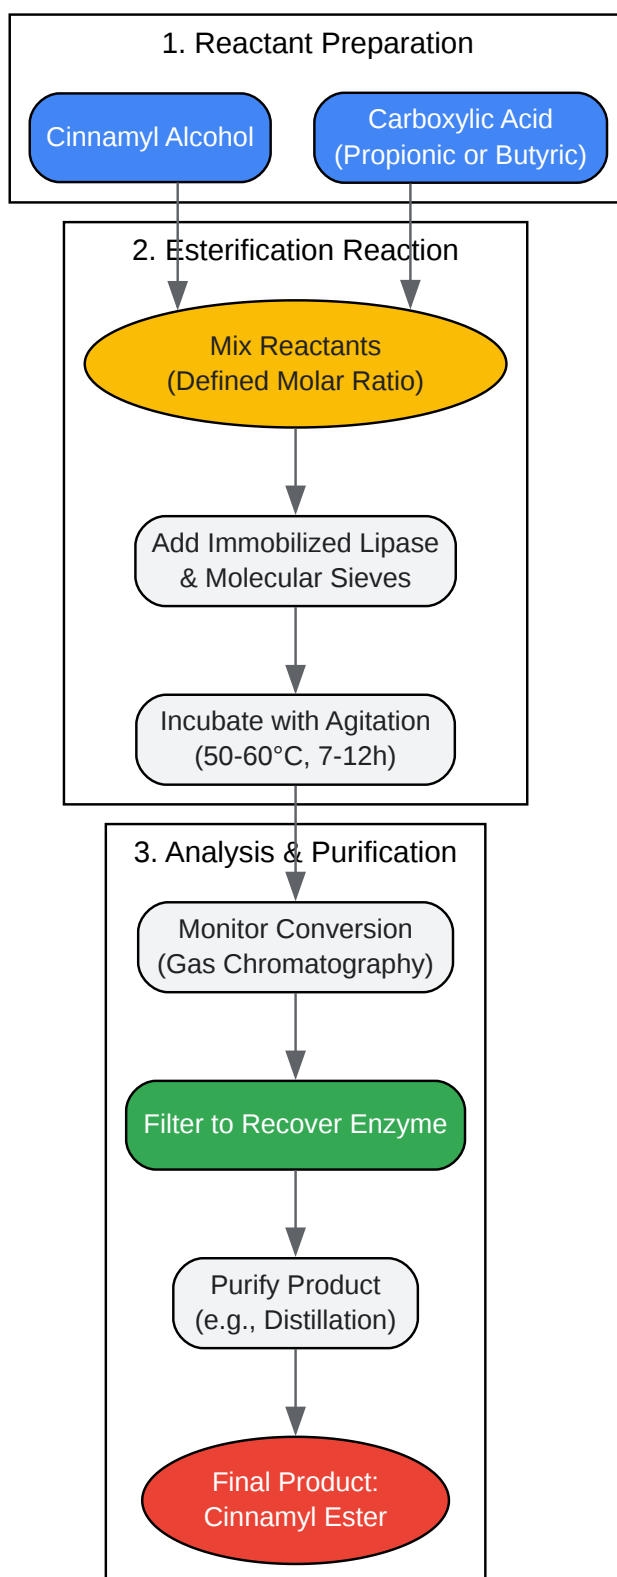 1. Reactant Preparation
Cinnamyl Alcohol
Carboxylic Acid
(Propionic or Butyric)
2. Esterification Reaction
Mix Reactants
(Defined Molar Ratio)
Add Immobilized Lipase
& Molecular Sieves
Incubate with Agitation
(50-60°C, 7-12h)
3. Analysis & Purification
Monitor Conversion
(Gas Chromatography)
Filter to Recover Enzyme
Purify Product
(e.g., Distillation)
Final Product:
Cinnamyl Ester